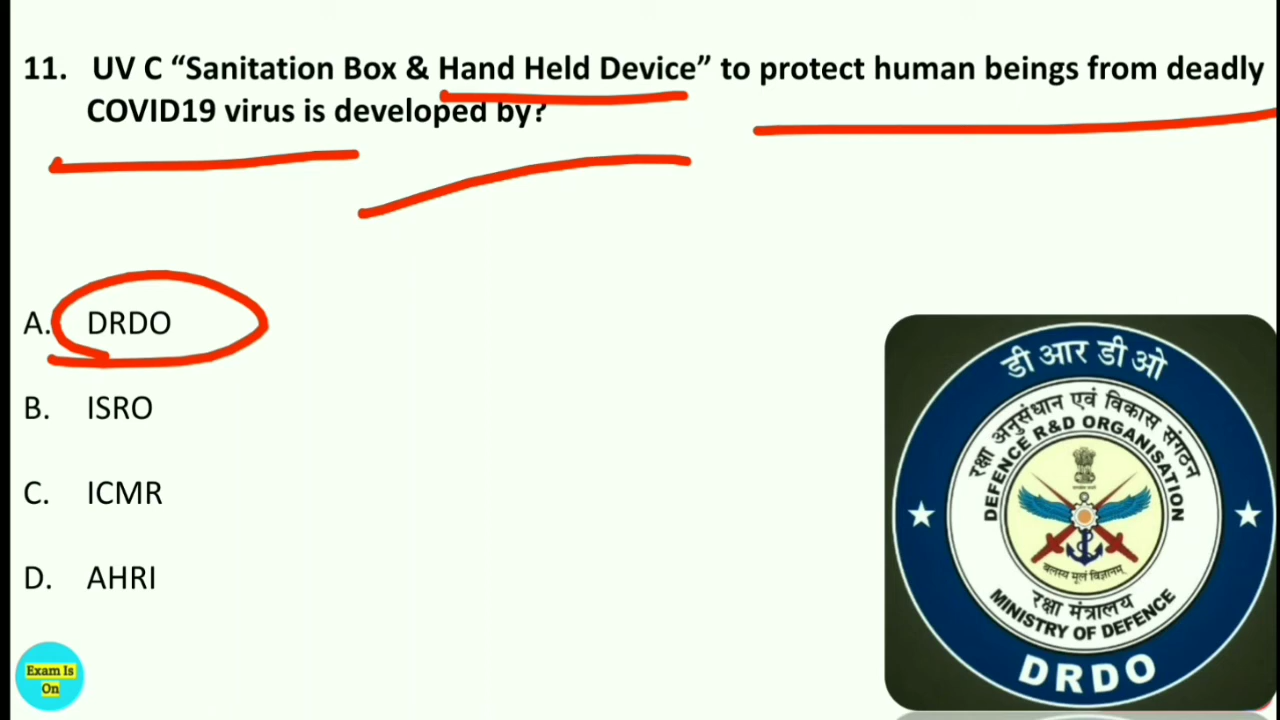 11. UV C “Sanitation Box & Hand Held Device” to protect human beings from deadly
COVID19 virus is developed by?
A. DRDO
B. ISRO
C. ICMR
D. AHRI
Exam Is
On
डी आर डी ओ
रक्षा अनुसंधान एवं विकास संगठन
DEFENCE R&D ORGANISATION
बलस्य मूलं विज्ञानम्
रक्षा मंत्रालय
MINISTRY OF DEFENCE
DRDO